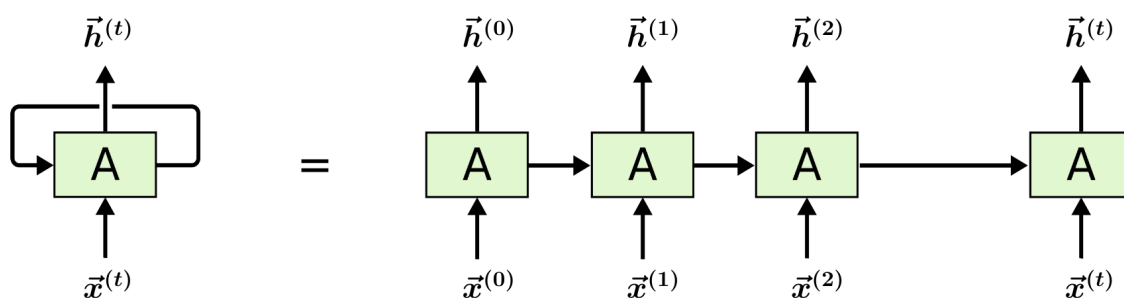 h⃗^(t) h⃗^(0) h⃗^(1) h⃗^(2) h⃗^(t)
A = A A A A
x⃗^(t) x⃗^(0) x⃗^(1) x⃗^(2) x⃗^(t)